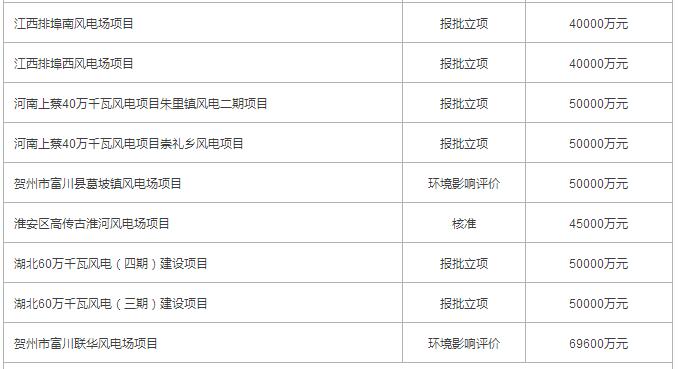 江西排埠南风电场项目 报批立项 40000万元
江西排埠西风电场项目 报批立项 40000万元
河南上蔡40万千瓦风电项目朱里镇风电二期项目 报批立项 50000万元
河南上蔡40万千瓦风电项目崇礼乡风电项目 报批立项 50000万元
贺州市富川县葛坡镇风电场项目 环境影响评价 50000万元
淮安区高传古淮河风电场项目 核准 45000万元
湖北60万千瓦风电（四期）建设项目 报批立项 50000万元
湖北60万千瓦风电（三期）建设项目 报批立项 50000万元
贺州市富川联华风电场项目 环境影响评价 69600万元